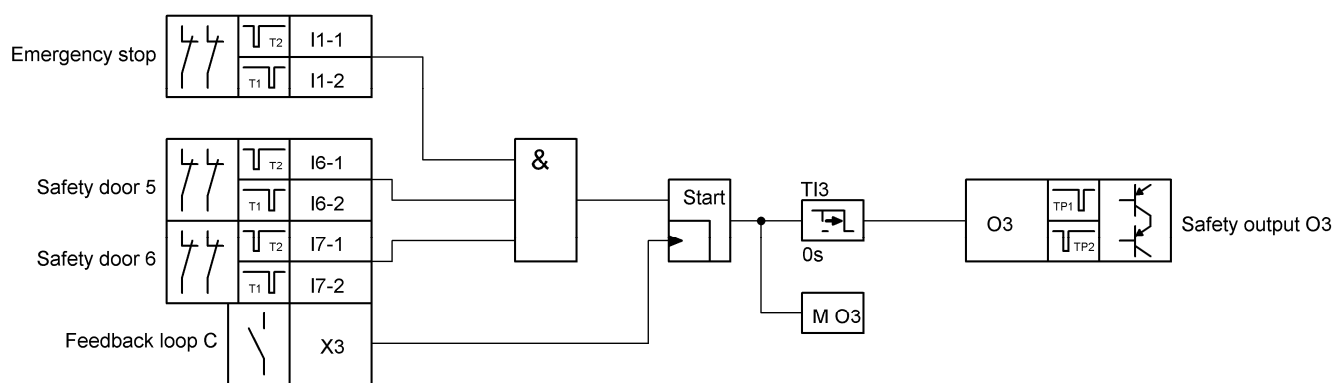 Emergency stop
T2
I1-1
T1
I1-2
Safety door 5
T2
I6-1
T1
I6-2
Safety door 6
T2
I7-1
T1
I7-2
Feedback loop C
X3
&
Start
TI3
0s
M O3
O3
TP1
TP2
Safety output O3